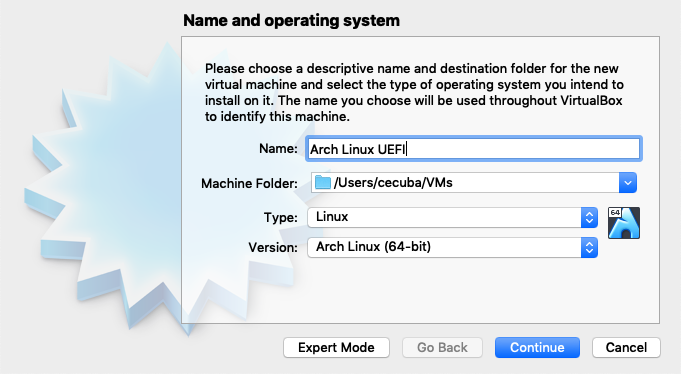 Name and operating system
Please choose a descriptive name and destination folder for the new
virtual machine and select the type of operating system you intend to
install on it. The name you choose will be used throughout VirtualBox
to identify this machine.
Name: Arch Linux UEFI
Machine Folder: /Users/cecuba/VMs
Type: Linux
64
Version: Arch Linux (64-bit)
Expert Mode Go Back Continue Cancel